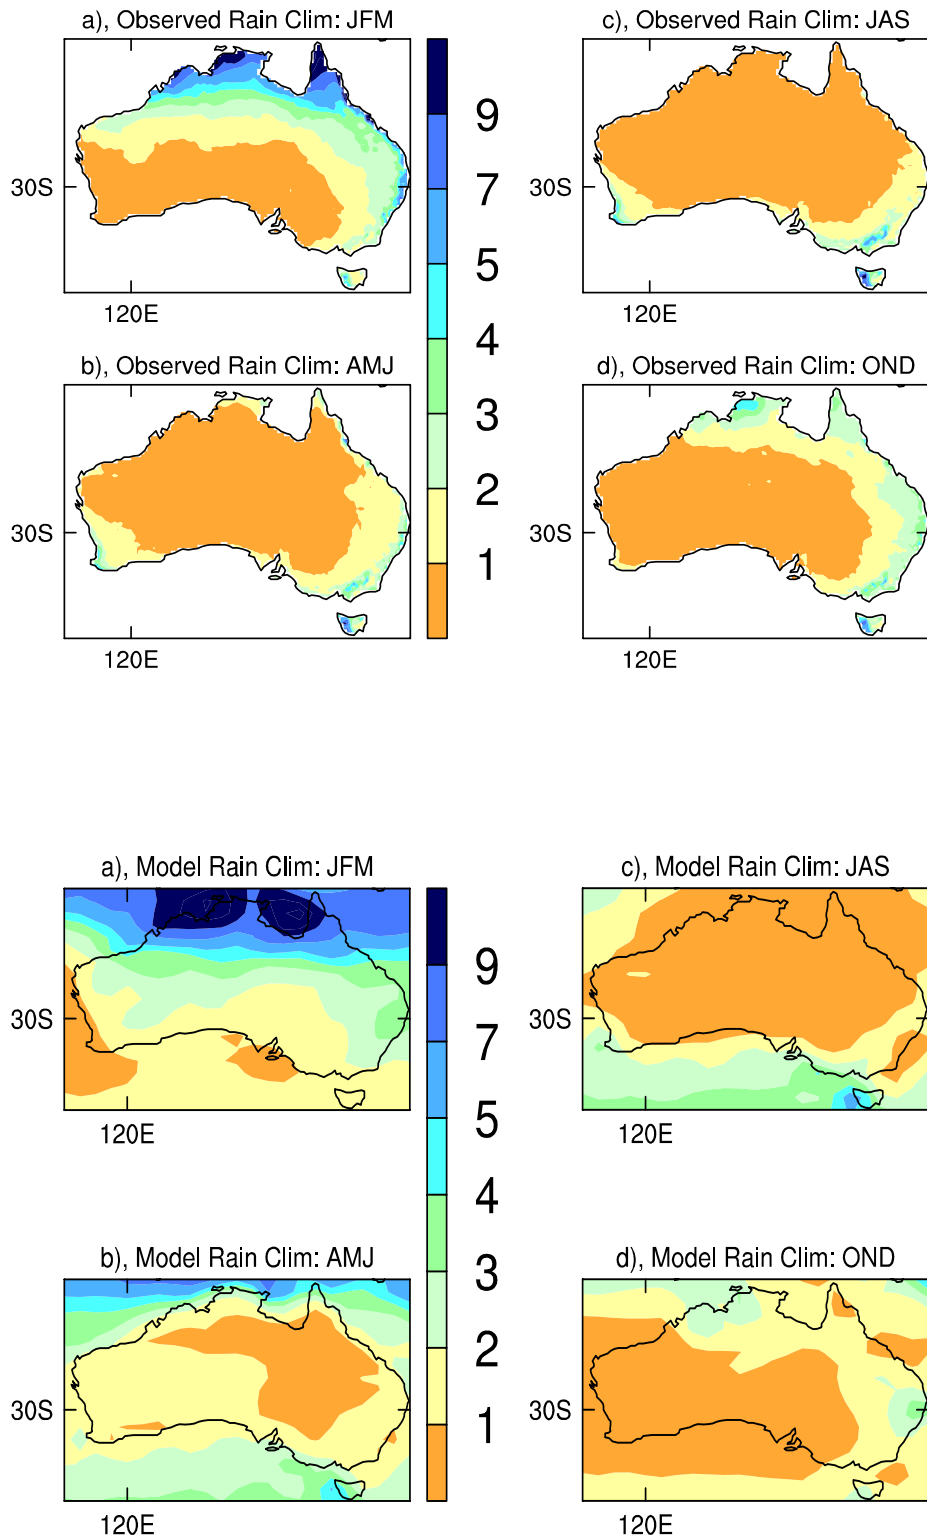 a), Observed Rain Clim: JFM
30S
120E
b), Observed Rain Clim: AMJ
30S
120E
9
7
5
4
3
2
1
c), Observed Rain Clim: JAS
30S
120E
d), Observed Rain Clim: OND
30S
120E
a), Model Rain Clim: JFM
30S
120E
b), Model Rain Clim: AMJ
30S
120E
9
7
5
4
3
2
1
c), Model Rain Clim: JAS
30S
120E
d), Model Rain Clim: OND
30S
120E